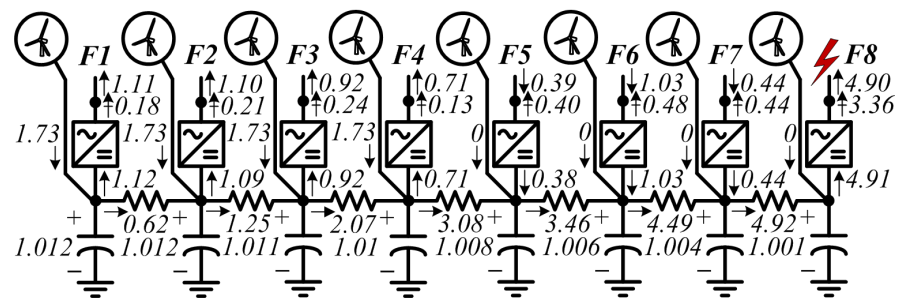 F1 F2 F3 F4 F5 F6 F7 F8
1.11 1.10 0.92 0.71 0.39 1.03 0.44 4.90
0.18 0.21 0.24 0.13 0.40 0.48 0.44 3.36
1.73 1.73 1.73 1.73 0 0 0
1.12 1.09 0.92 0.71 0.38 1.03 0.44 4.91
+ + + + + + + +
0.62 1.25 2.07 3.08 3.46 4.49 4.92
1.012 1.012 1.011 1.01 1.008 1.006 1.004 1.001
− − − − − − − −